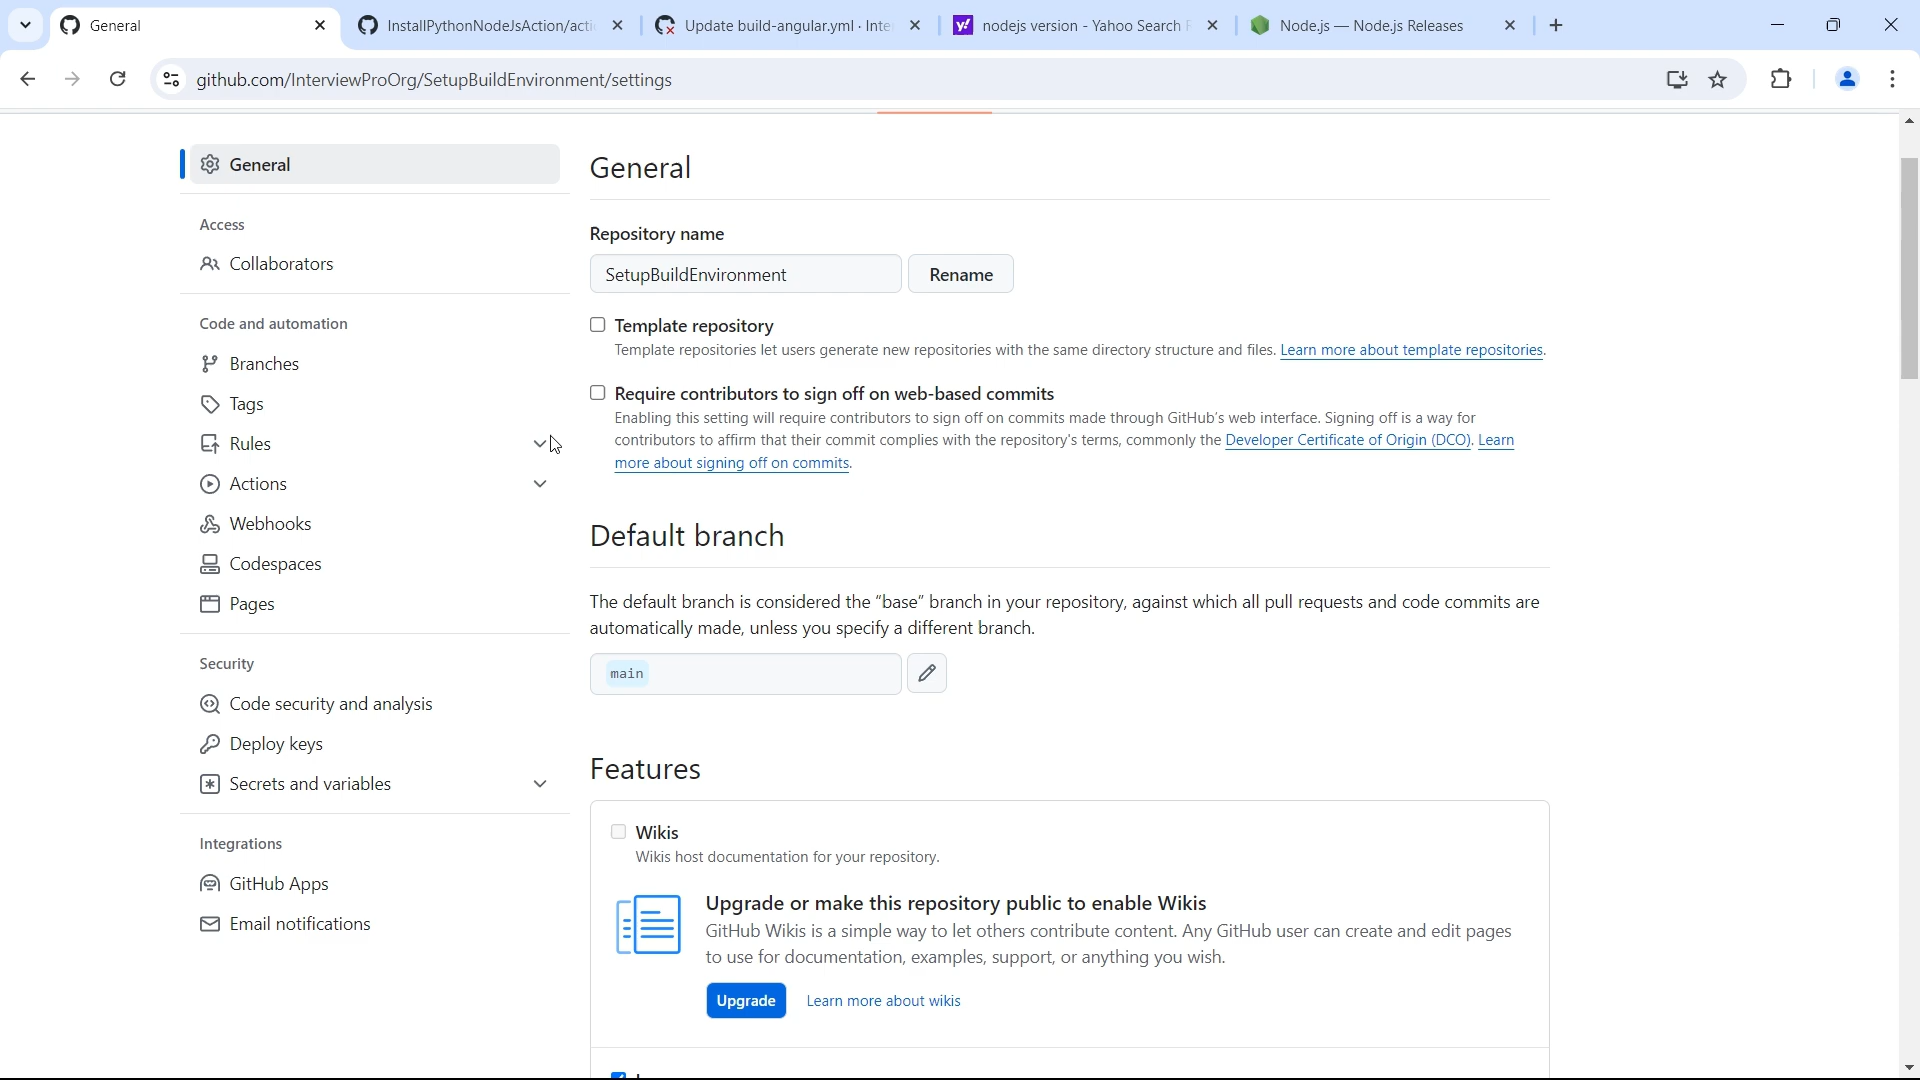 General
InstallPythonNodeJsAction/acti
Update build-angular.yml · Inte
nodejs version - Yahoo Search R
Node.js — Node.js Releases
github.com/InterviewProOrg/SetupBuildEnvironment/settings
General
Access
Collaborators
Code and automation
Branches
Tags
Rules
Actions
Webhooks
Codespaces
Pages
Security
Code security and analysis
Deploy keys
Secrets and variables
Integrations
GitHub Apps
Email notifications
General
Repository name
SetupBuildEnvironment
Rename
Template repository
Template repositories let users generate new repositories with the same directory structure and files. Learn more about template repositories.
Require contributors to sign off on web-based commits
Enabling this setting will require contributors to sign off on commits made through GitHub's web interface. Signing off is a way for
contributors to affirm that their commit complies with the repository's terms, commonly the Developer Certificate of Origin (DCO). Learn
more about signing off on commits.
Default branch
The default branch is considered the “base” branch in your repository, against which all pull requests and code commits are
automatically made, unless you specify a different branch.
main
Features
Wikis
Wikis host documentation for your repository.
Upgrade or make this repository public to enable Wikis
GitHub Wikis is a simple way to let others contribute content. Any GitHub user can create and edit pages
to use for documentation, examples, support, or anything you wish.
Upgrade
Learn more about wikis